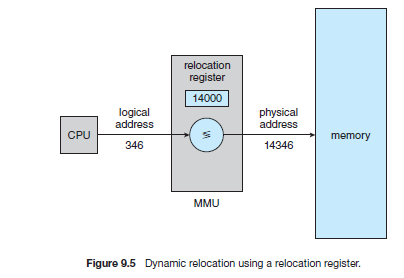 relocation
register
14000
logical
address
346
CPU
≤
physical
address
14346
memory
MMU
Figure 9.5 Dynamic relocation using a relocation register.